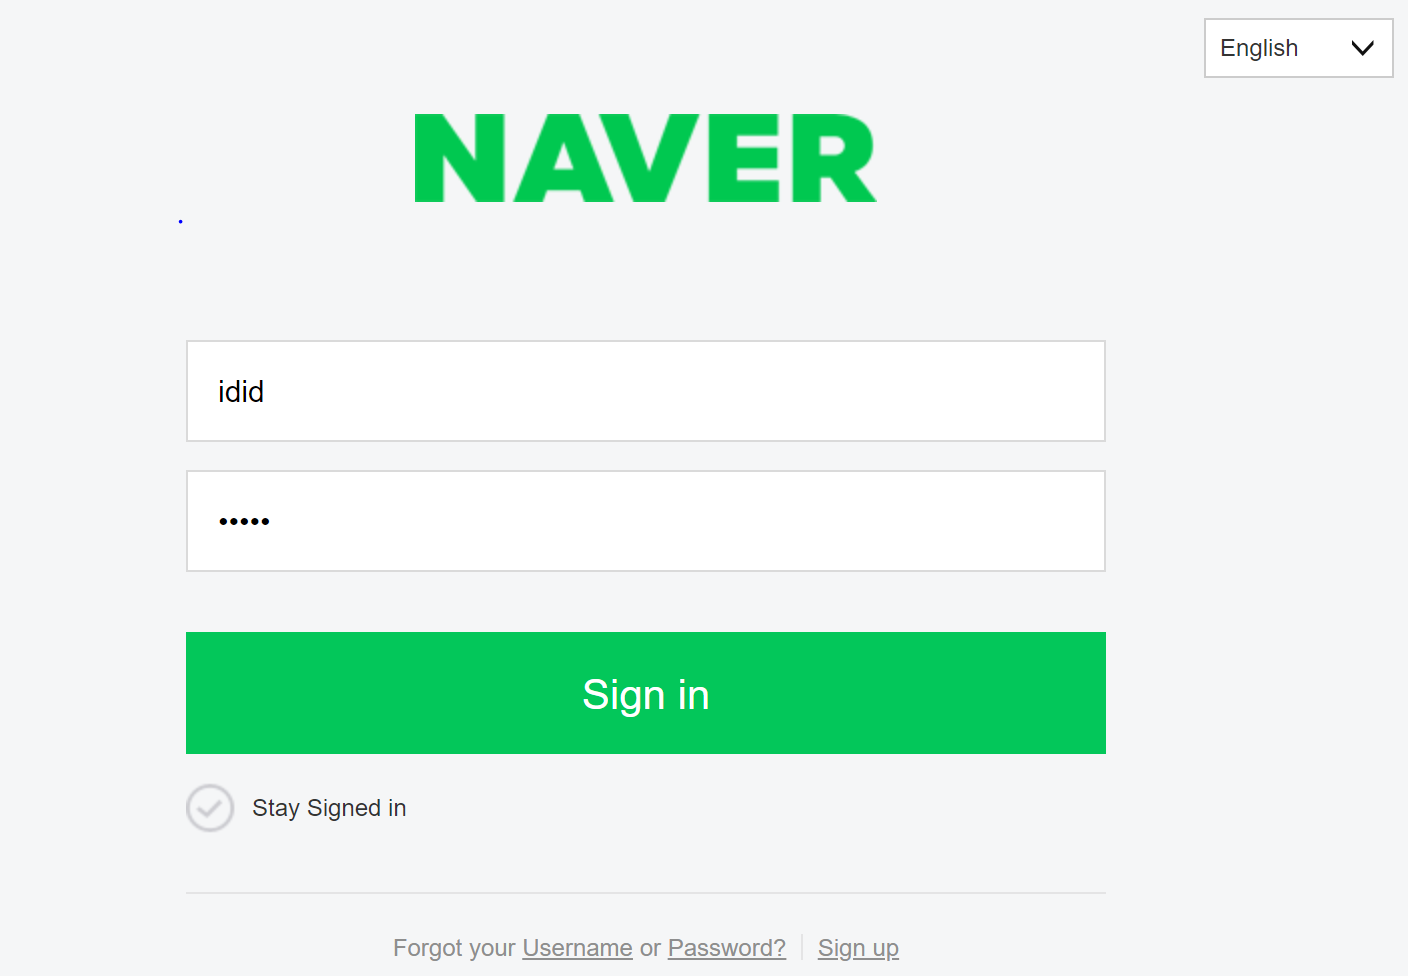 English
NAVER
idid
•••••
Sign in
Stay Signed in
Forgot your Username or Password? Sign up